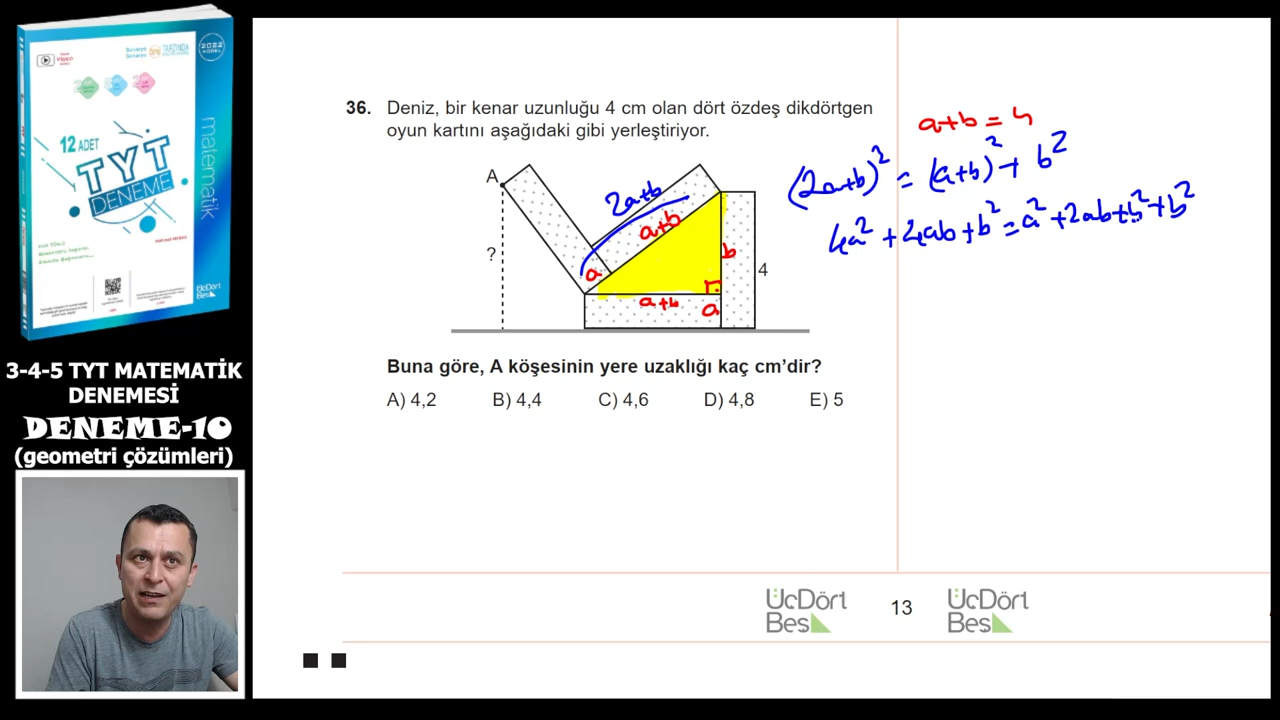 2022
12 ADET
TYT
DENEME
matematik
ÜçDört
Beş
3-4-5 TYT MATEMATİK
DENEMESİ
DENEME-10
(geometri çözümleri)
36. Deniz, bir kenar uzunluğu 4 cm olan dört özdeş dikdörtgen
oyun kartını aşağıdaki gibi yerleştiriyor.
A
?
2a+b
a+b
a
b
4
a+b
a
Buna göre, A köşesinin yere uzaklığı kaç cm'dir?
A) 4,2 B) 4,4 C) 4,6 D) 4,8 E) 5
a+b = 4
(2a+b)² = (a+b)² + b²
4a² + 4ab + b² = a² + 2ab + b² + b²
ÜçDört
Beş
13
ÜçDört
Beş